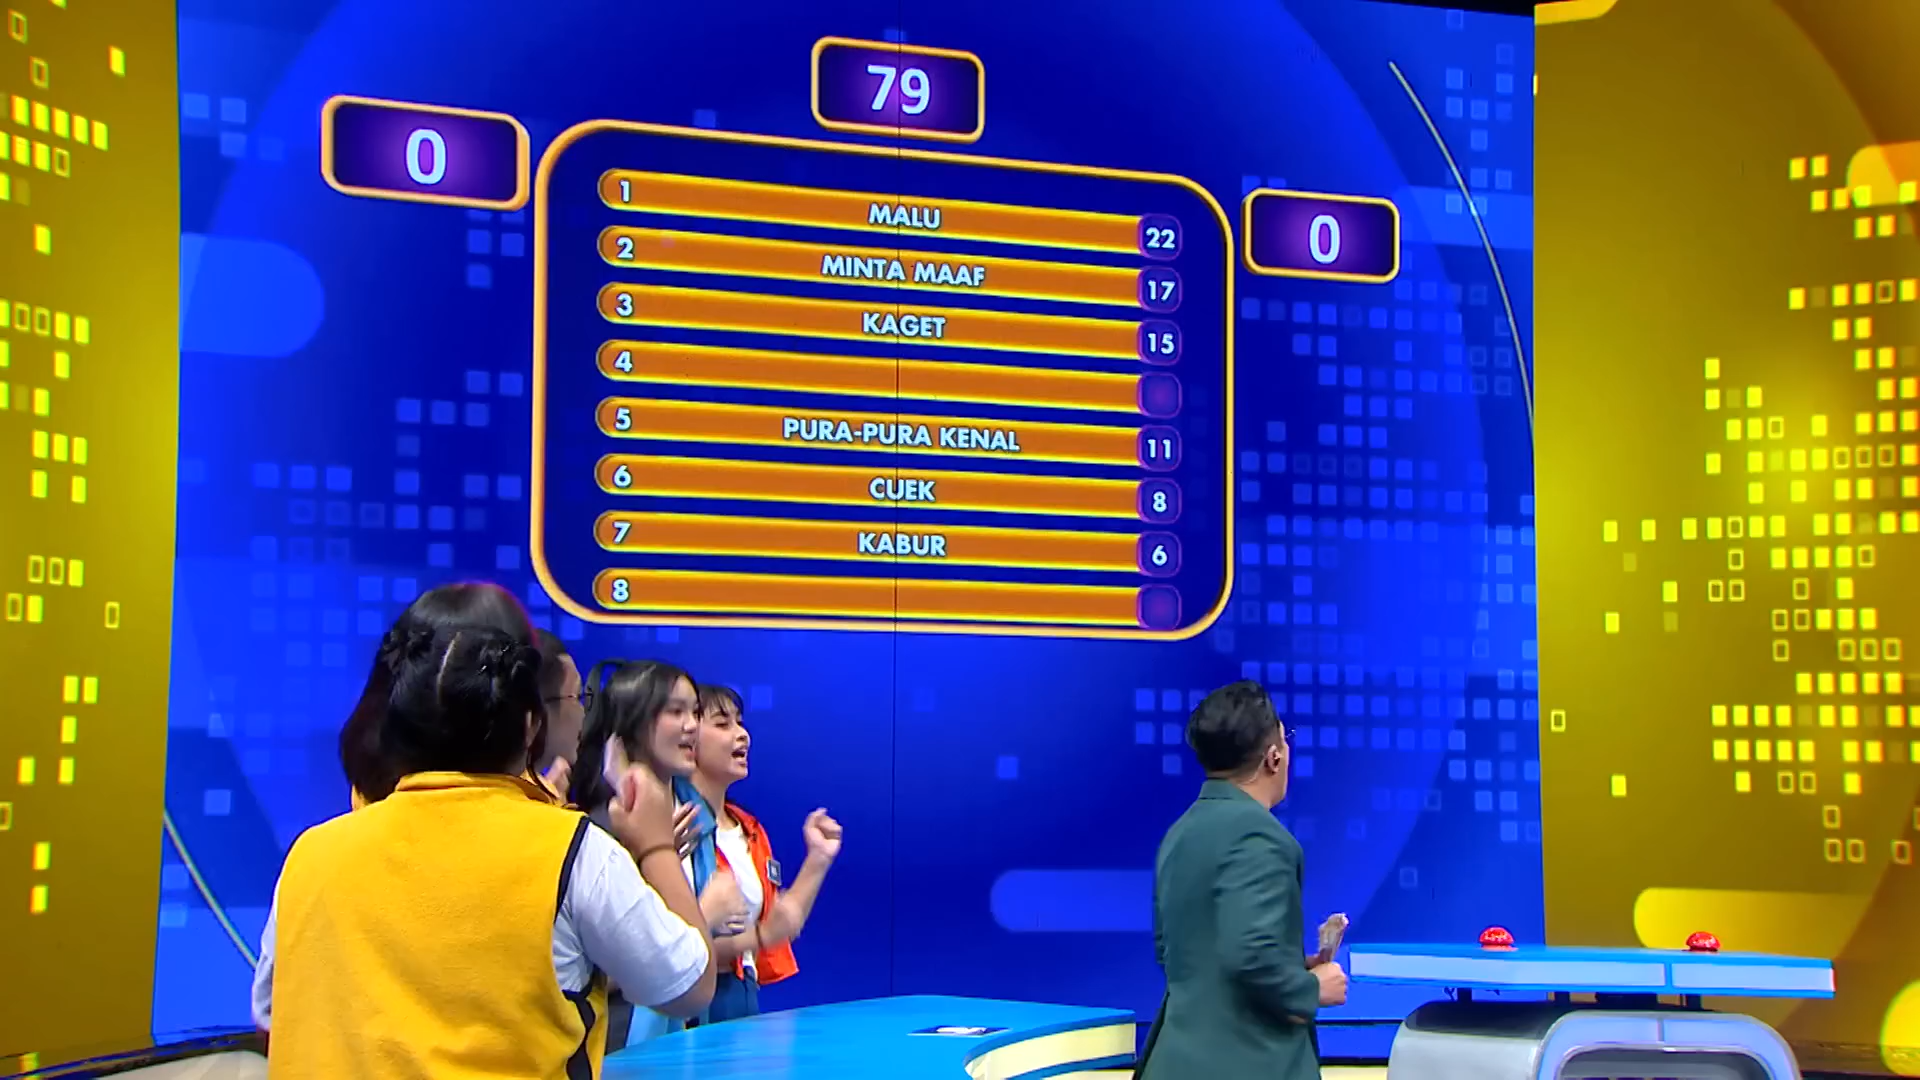 79
0
0
1 MALU 22
2 MINTA MAAF 17
3 KAGET 15
4
5 PURA-PURA KENAL 11
6 CUEK 8
7 KABUR 6
8